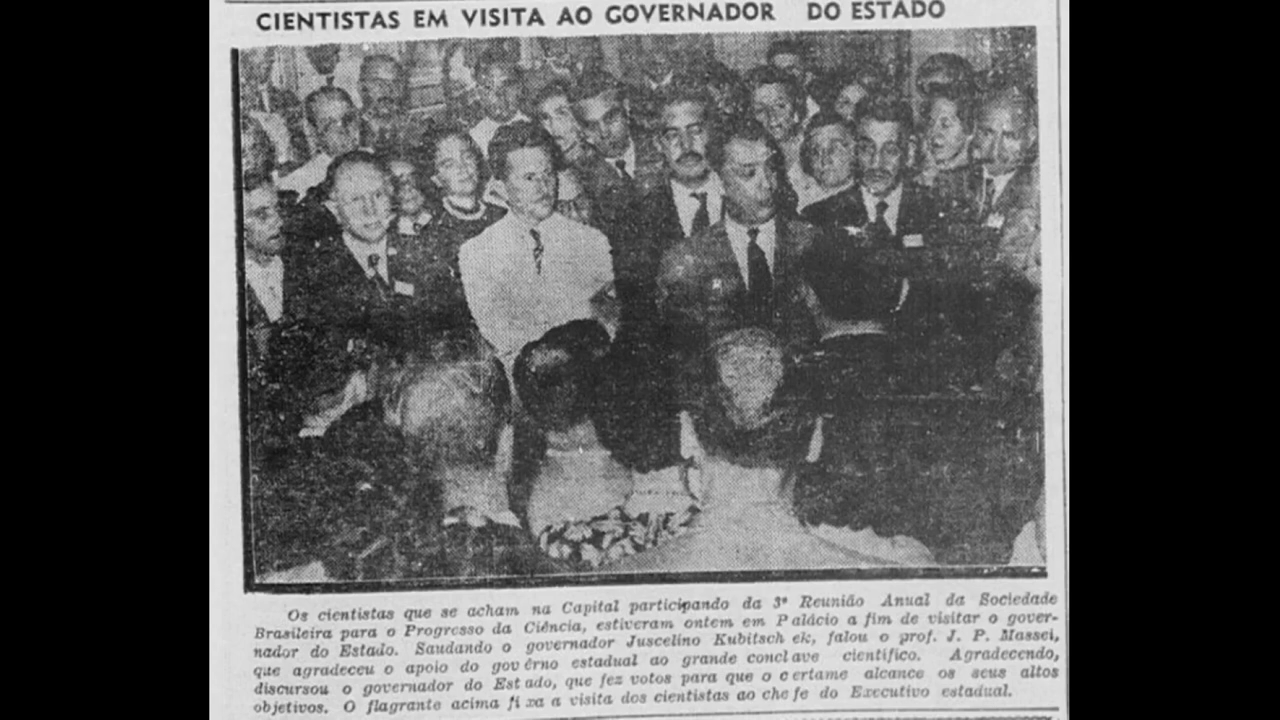 CIENTISTAS EM VISITA AO GOVERNADOR DO ESTADO
Os cientistas que se acham na Capital participando da 3ª Reunião Anual da Sociedade
Brasileira para o Progresso da Ciência, estiveram ontem em Palácio a fim de visitar o gover-
nador do Estado. Saudando o governador Juscelino Kubitsch ek, falou o prof. J. P. Massei,
que agradeceu o apoio do govêrno estadual ao grande conclave científico. Agradecendo,
discursou o governador do Estado, que fez votos para que o certame alcance os seus altos
objetivos. O flagrante acima fixa a visita dos cientistas ao chefe do Executivo estadual.